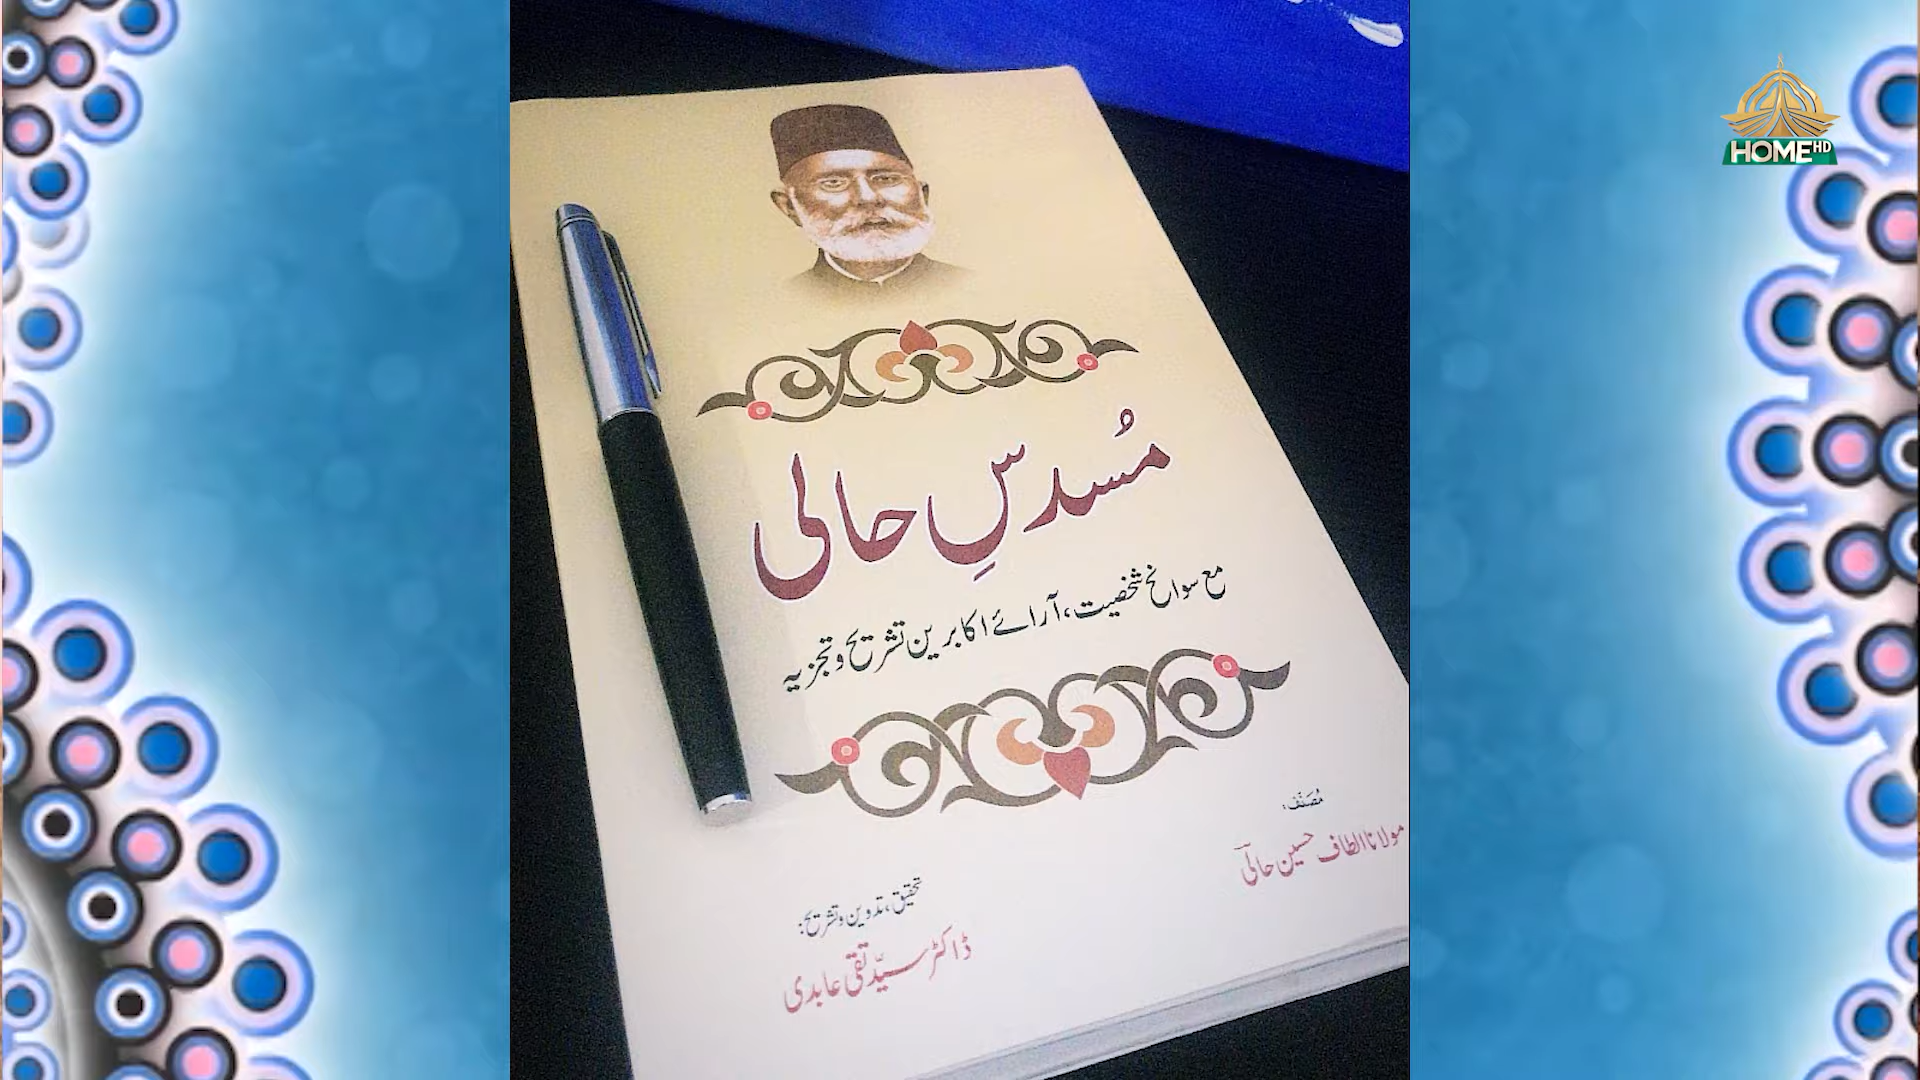 HOME HD
مُسدسِ حالی
مع سوانح شخصیت، آرائے اکابرین تشریح و تجزیہ
مُصنّف:
مولانا الطاف حسین حالیؔ
تحقیق، تدوین و تشریح:
ڈاکٹر سیّد تقی عابدی